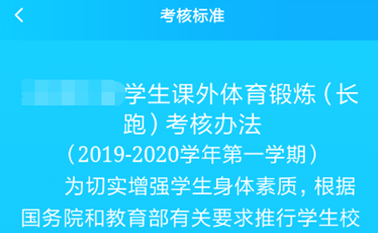 考核标准
学生课外体育锻炼（长
跑）考核办法
（2019-2020学年第一学期）
为切实增强学生身体素质，根据
国务院和教育部有关要求推行学生校